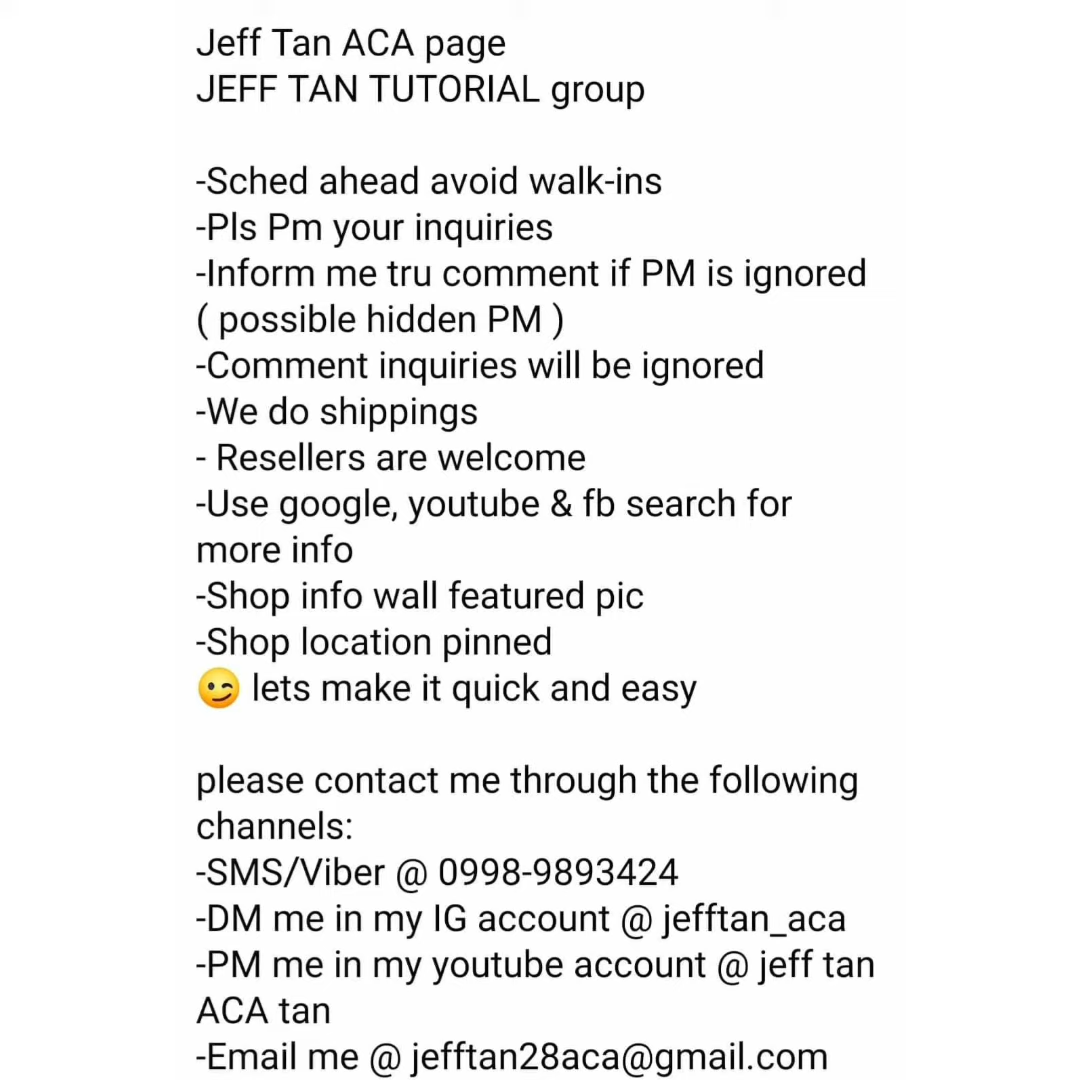 Jeff Tan ACA page
JEFF TAN TUTORIAL group
-Sched ahead avoid walk-ins
-Pls Pm your inquiries
-Inform me tru comment if PM is ignored
( possible hidden PM )
-Comment inquiries will be ignored
-We do shippings
- Resellers are welcome
-Use google, youtube & fb search for
more info
-Shop info wall featured pic
-Shop location pinned
😉 lets make it quick and easy
please contact me through the following
channels:
-SMS/Viber @ 0998-9893424
-DM me in my IG account @ jefftan_aca
-PM me in my youtube account @ jeff tan
ACA tan
-Email me @ jefftan28aca@gmail.com